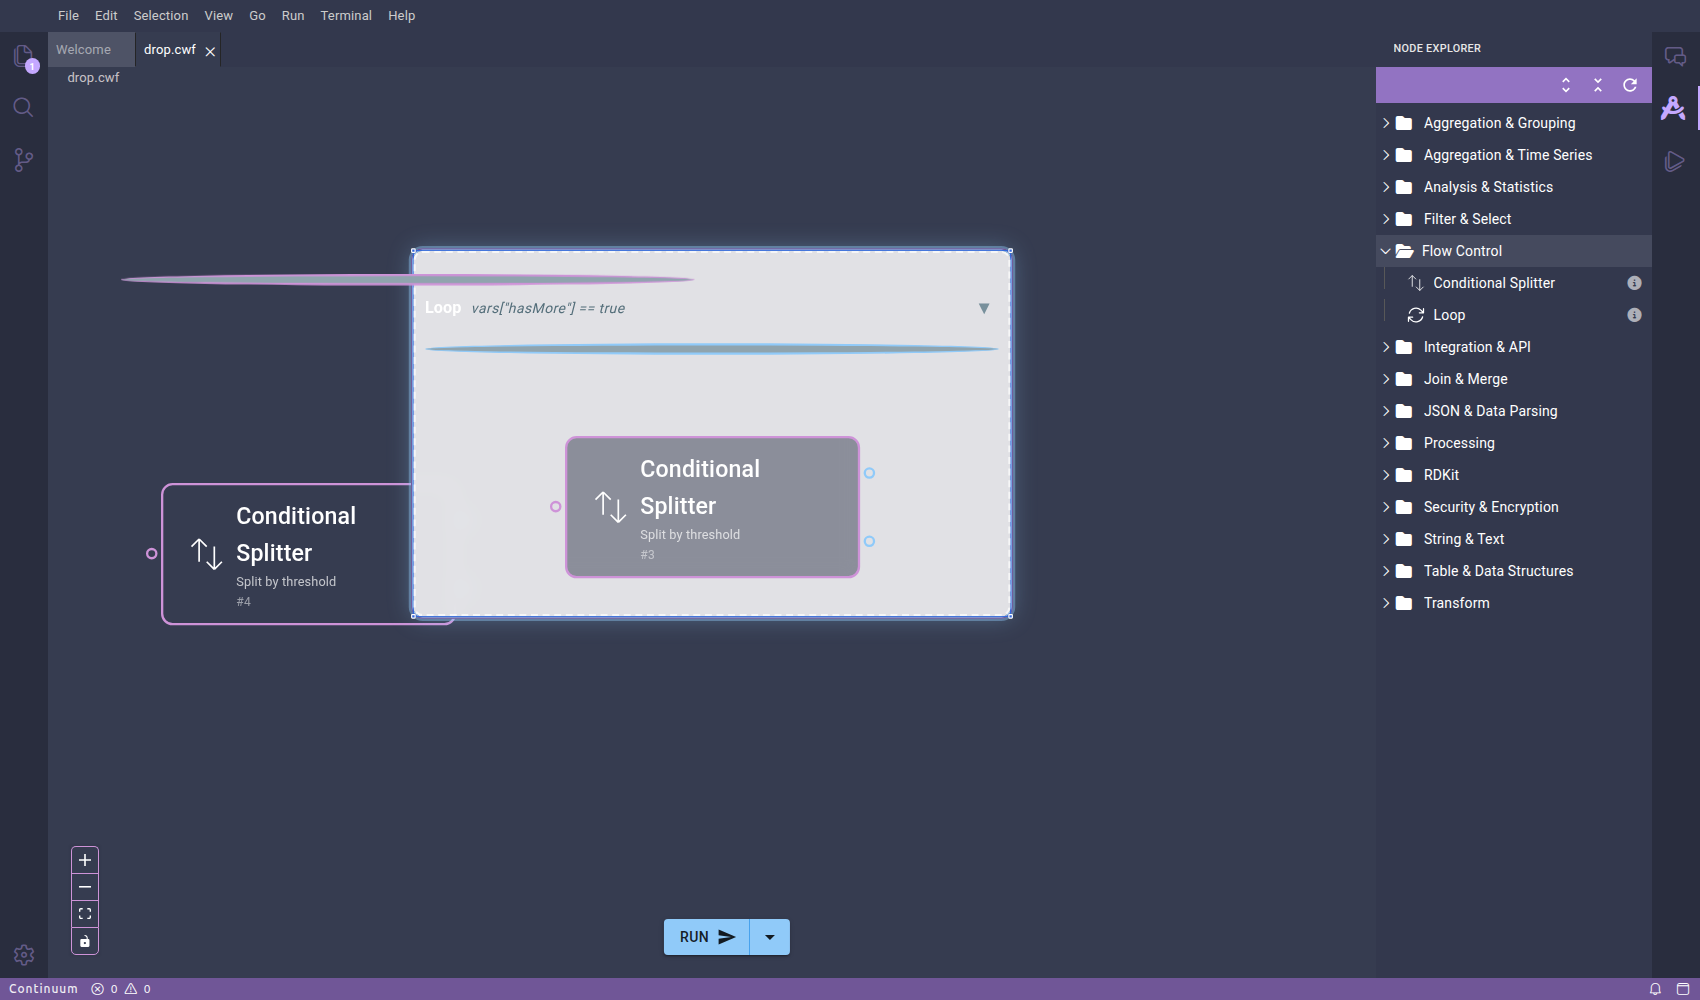 File Edit Selection View Go Run Terminal Help
Welcome
drop.cwf
drop.cwf
NODE EXPLORER
Aggregation & Grouping
Aggregation & Time Series
Analysis & Statistics
Filter & Select
Flow Control
Conditional Splitter
Loop
Integration & API
Join & Merge
JSON & Data Parsing
Processing
RDKit
Security & Encryption
String & Text
Table & Data Structures
Transform
Loop vars["hasMore"] == true
Conditional
Splitter
Split by threshold
#3
Conditional
Splitter
Split by threshold
#4
RUN
1
Continuum 0 0